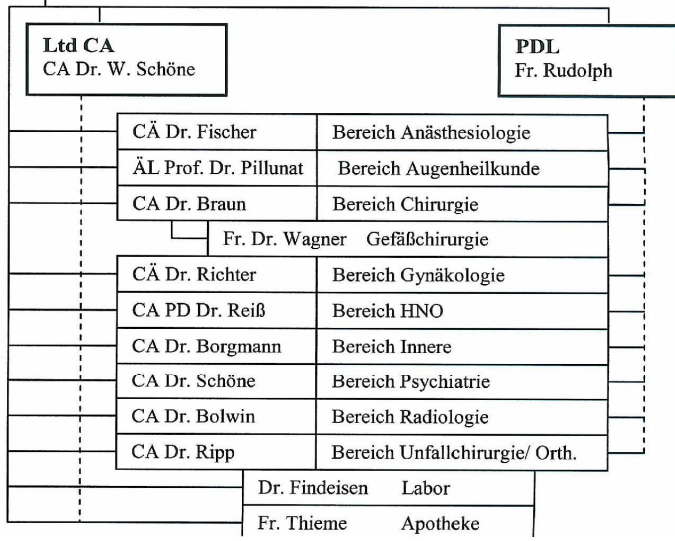 Ltd CA
CA Dr. W. Schöne
PDL
Fr. Rudolph
CÄ Dr. Fischer Bereich Anästhesiologie
ÄL Prof. Dr. Pillunat Bereich Augenheilkunde
CA Dr. Braun Bereich Chirurgie
Fr. Dr. Wagner Gefäßchirurgie
CÄ Dr. Richter Bereich Gynäkologie
CA PD Dr. Reiß Bereich HNO
CA Dr. Borgmann Bereich Innere
CA Dr. Schöne Bereich Psychiatrie
CA Dr. Bolwin Bereich Radiologie
CA Dr. Ripp Bereich Unfallchirurgie/ Orth.
Dr. Findeisen Labor
Fr. Thieme Apotheke